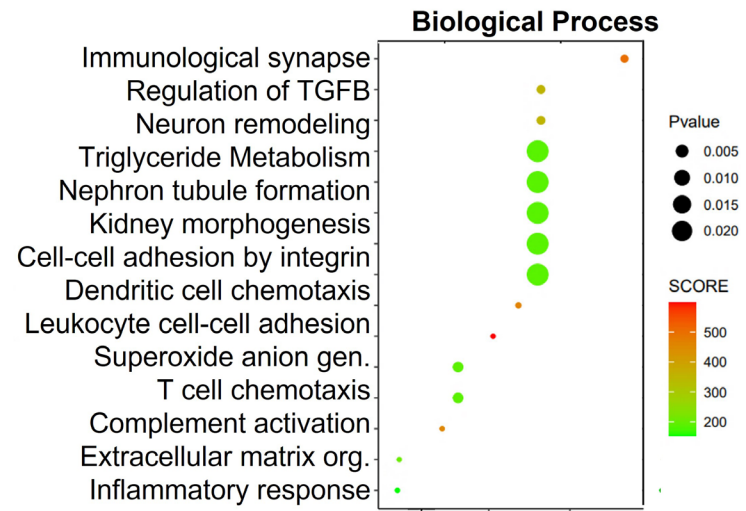 Biological Process
Immunological synapse
Regulation of TGFB
Neuron remodeling
Triglyceride Metabolism
Nephron tubule formation
Kidney morphogenesis
Cell-cell adhesion by integrin
Dendritic cell chemotaxis
Leukocyte cell-cell adhesion
Superoxide anion gen.
T cell chemotaxis
Complement activation
Extracellular matrix org.
Inflammatory response
Pvalue
0.005
0.010
0.015
0.020
SCORE
500
400
300
200